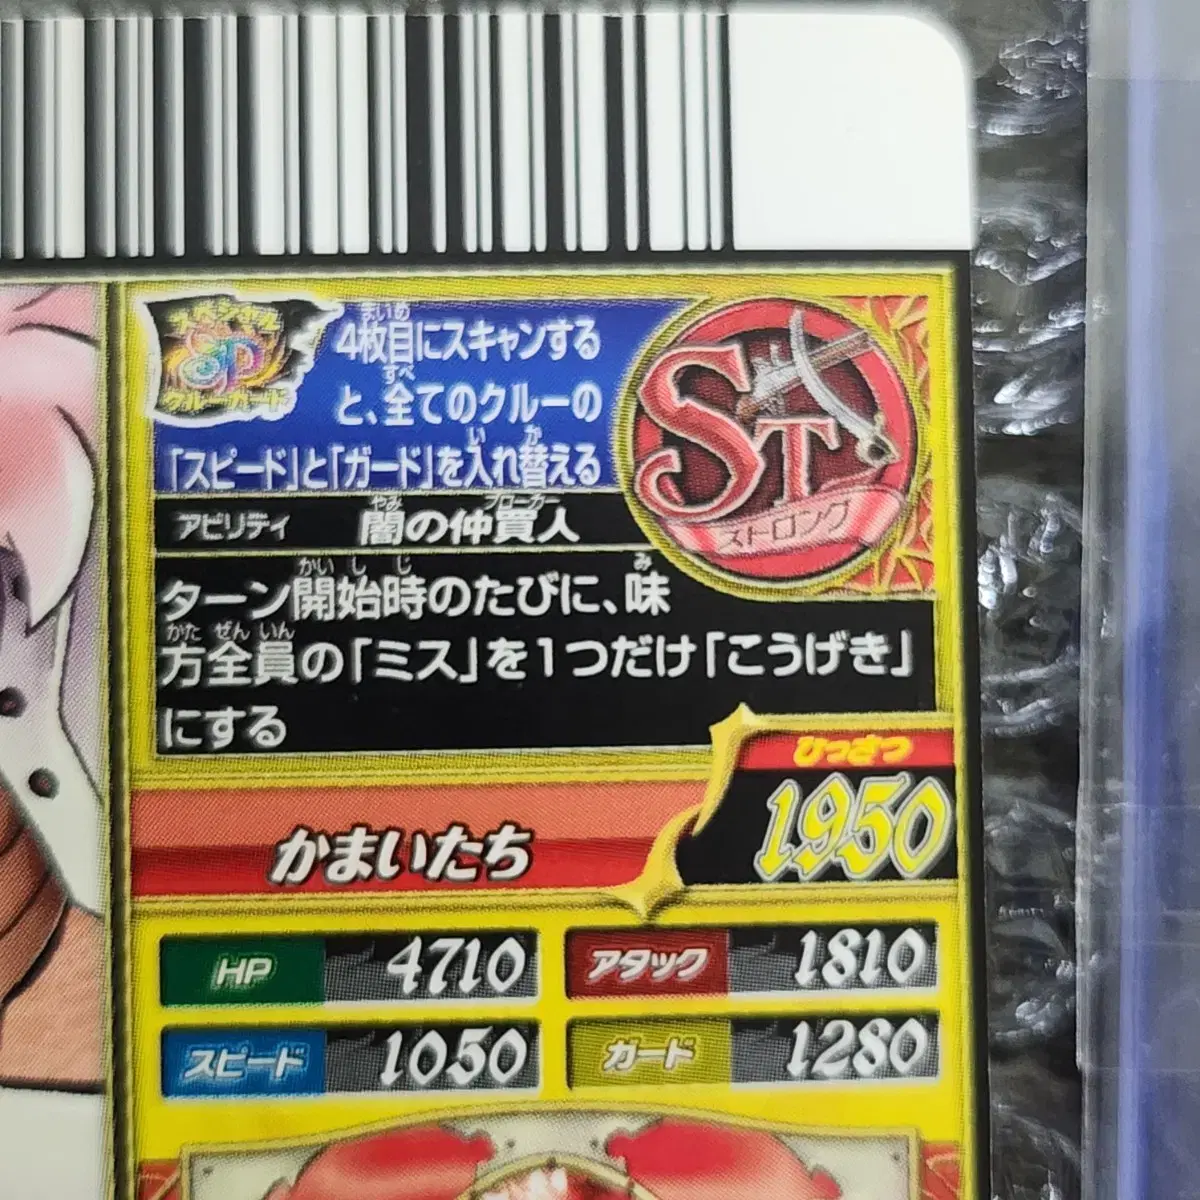 スペシャル
SP
クルーカード
4枚目にスキャンする
と、全てのクルーの
「スピード」と「ガード」を入れ替える
ST
ストロング
アビリティ 闇の仲買人
ターン開始時のたびに、味
方全員の「ミス」を1つだけ「こうげき」
にする
ひっさつ
かまいたち 1950
HP 4710 アタック 1810
スピード 1050 ガード 1280